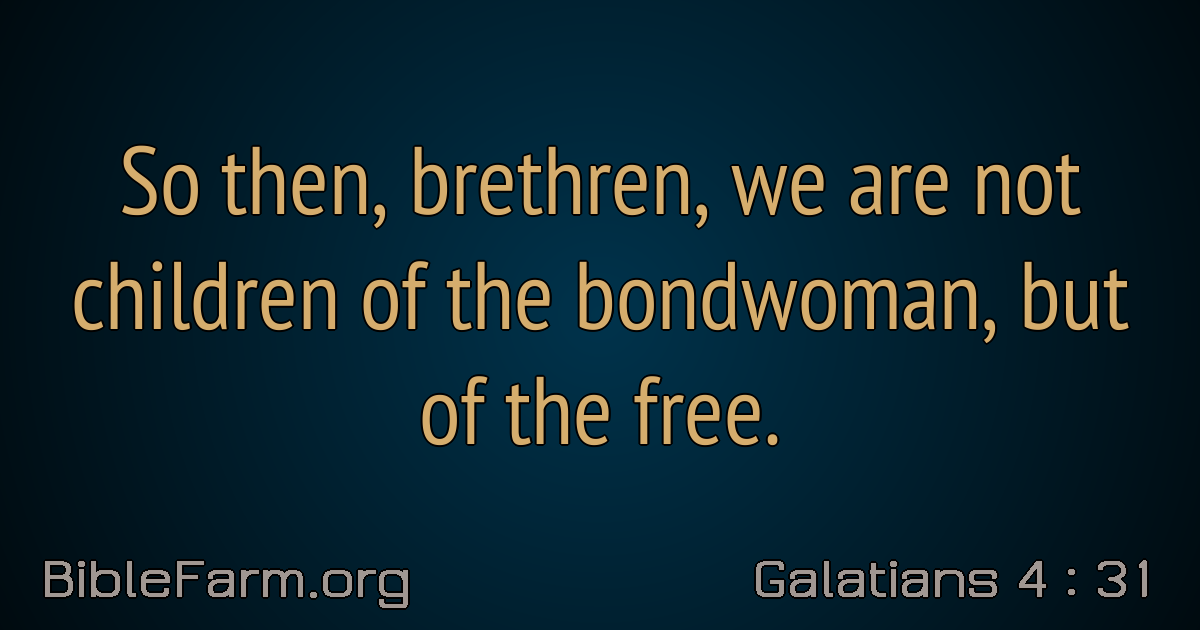 So then, brethren, we are not
children of the bondwoman, but
of the free.
BibleFarm.org
Galatians 4 : 31